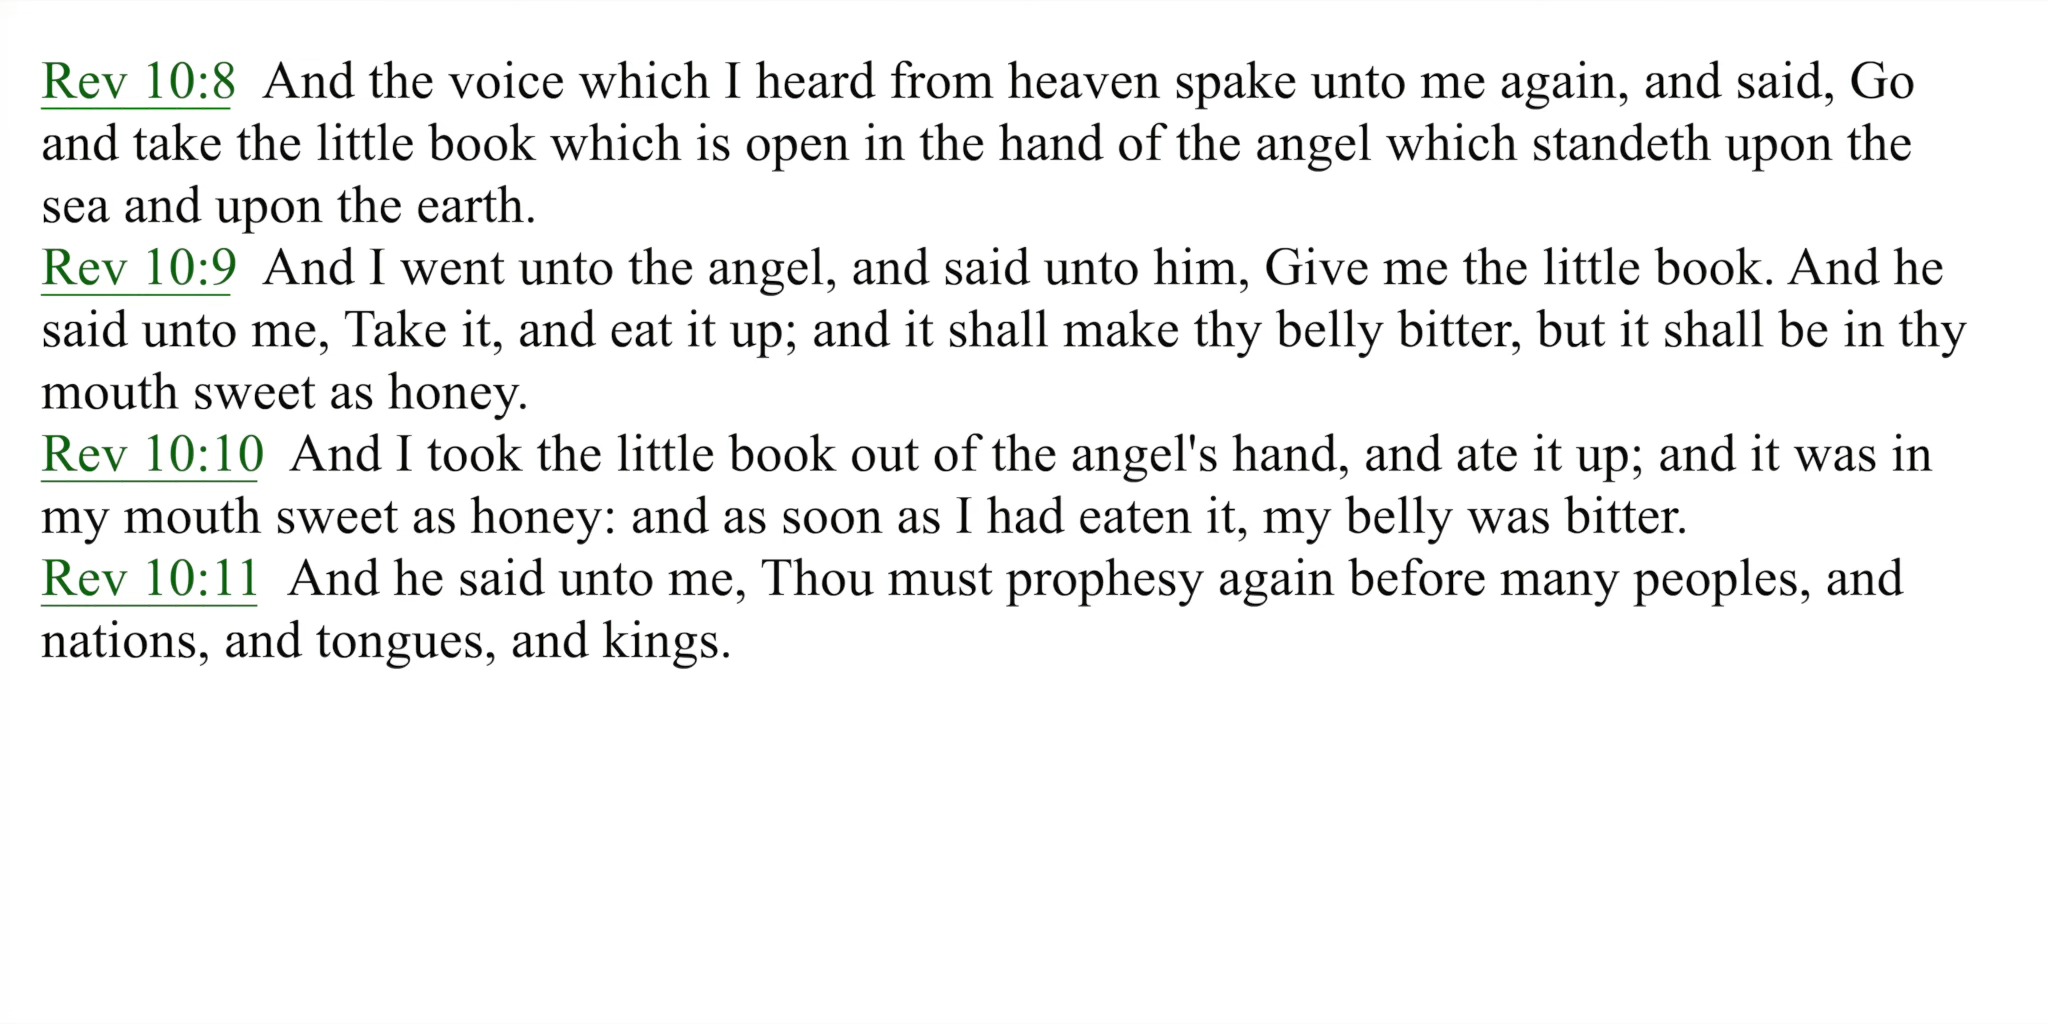 Rev 10:8  And the voice which I heard from heaven spake unto me again, and said, Go
and take the little book which is open in the hand of the angel which standeth upon the
sea and upon the earth.
Rev 10:9  And I went unto the angel, and said unto him, Give me the little book. And he
said unto me, Take it, and eat it up; and it shall make thy belly bitter, but it shall be in thy
mouth sweet as honey.
Rev 10:10  And I took the little book out of the angel's hand, and ate it up; and it was in
my mouth sweet as honey: and as soon as I had eaten it, my belly was bitter.
Rev 10:11  And he said unto me, Thou must prophesy again before many peoples, and
nations, and tongues, and kings.